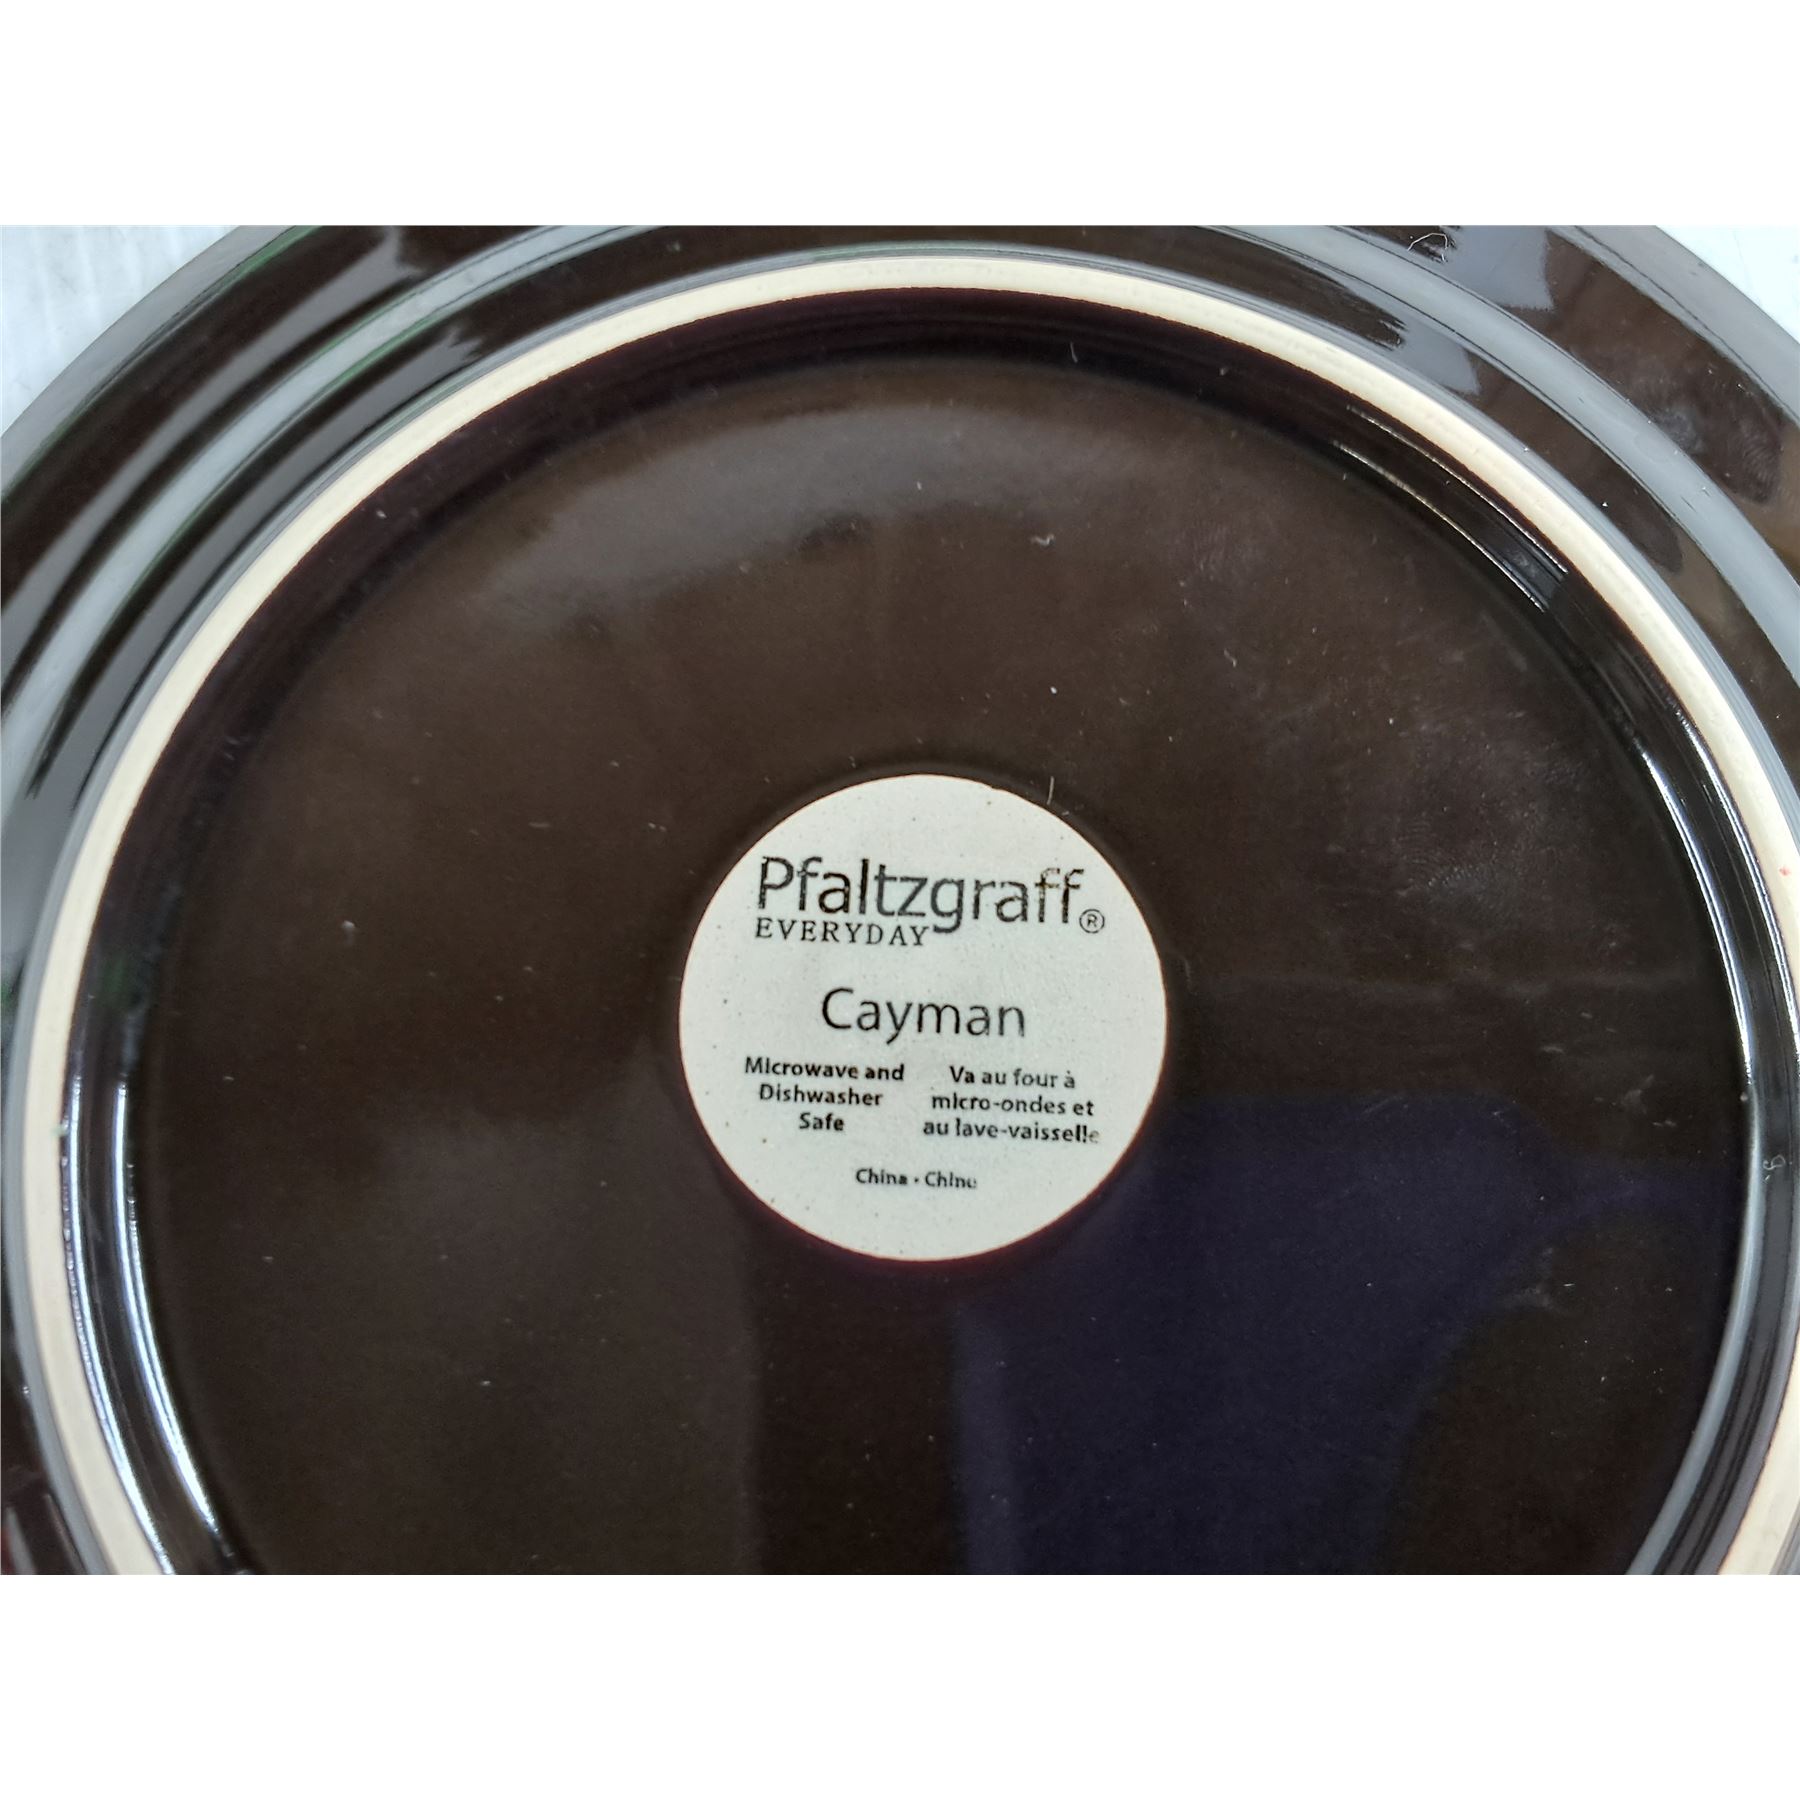 Pfaltzgraff®
EVERYDAY
Cayman
Microwave and
Dishwasher
Safe
Va au four à
micro-ondes et
au lave-vaisselle
China • Chine